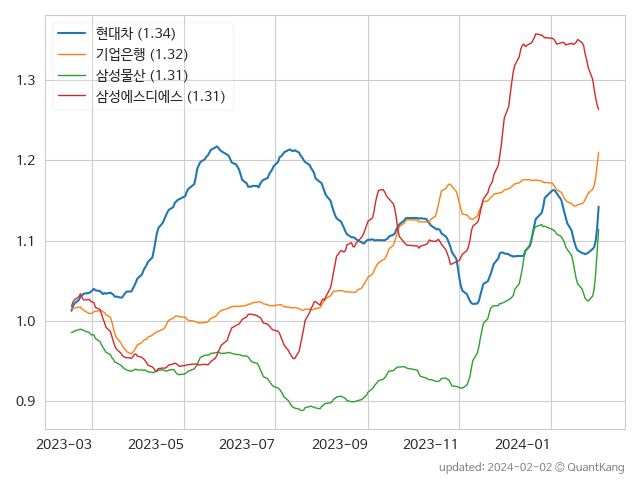 현대차 (1.34)
기업은행 (1.32)
삼성물산 (1.31)
삼성에스디에스 (1.31)
1.3
1.2
1.1
1.0
0.9
2023-03 2023-05 2023-07 2023-09 2023-11 2024-01
updated: 2024-02-02 © QuantKang